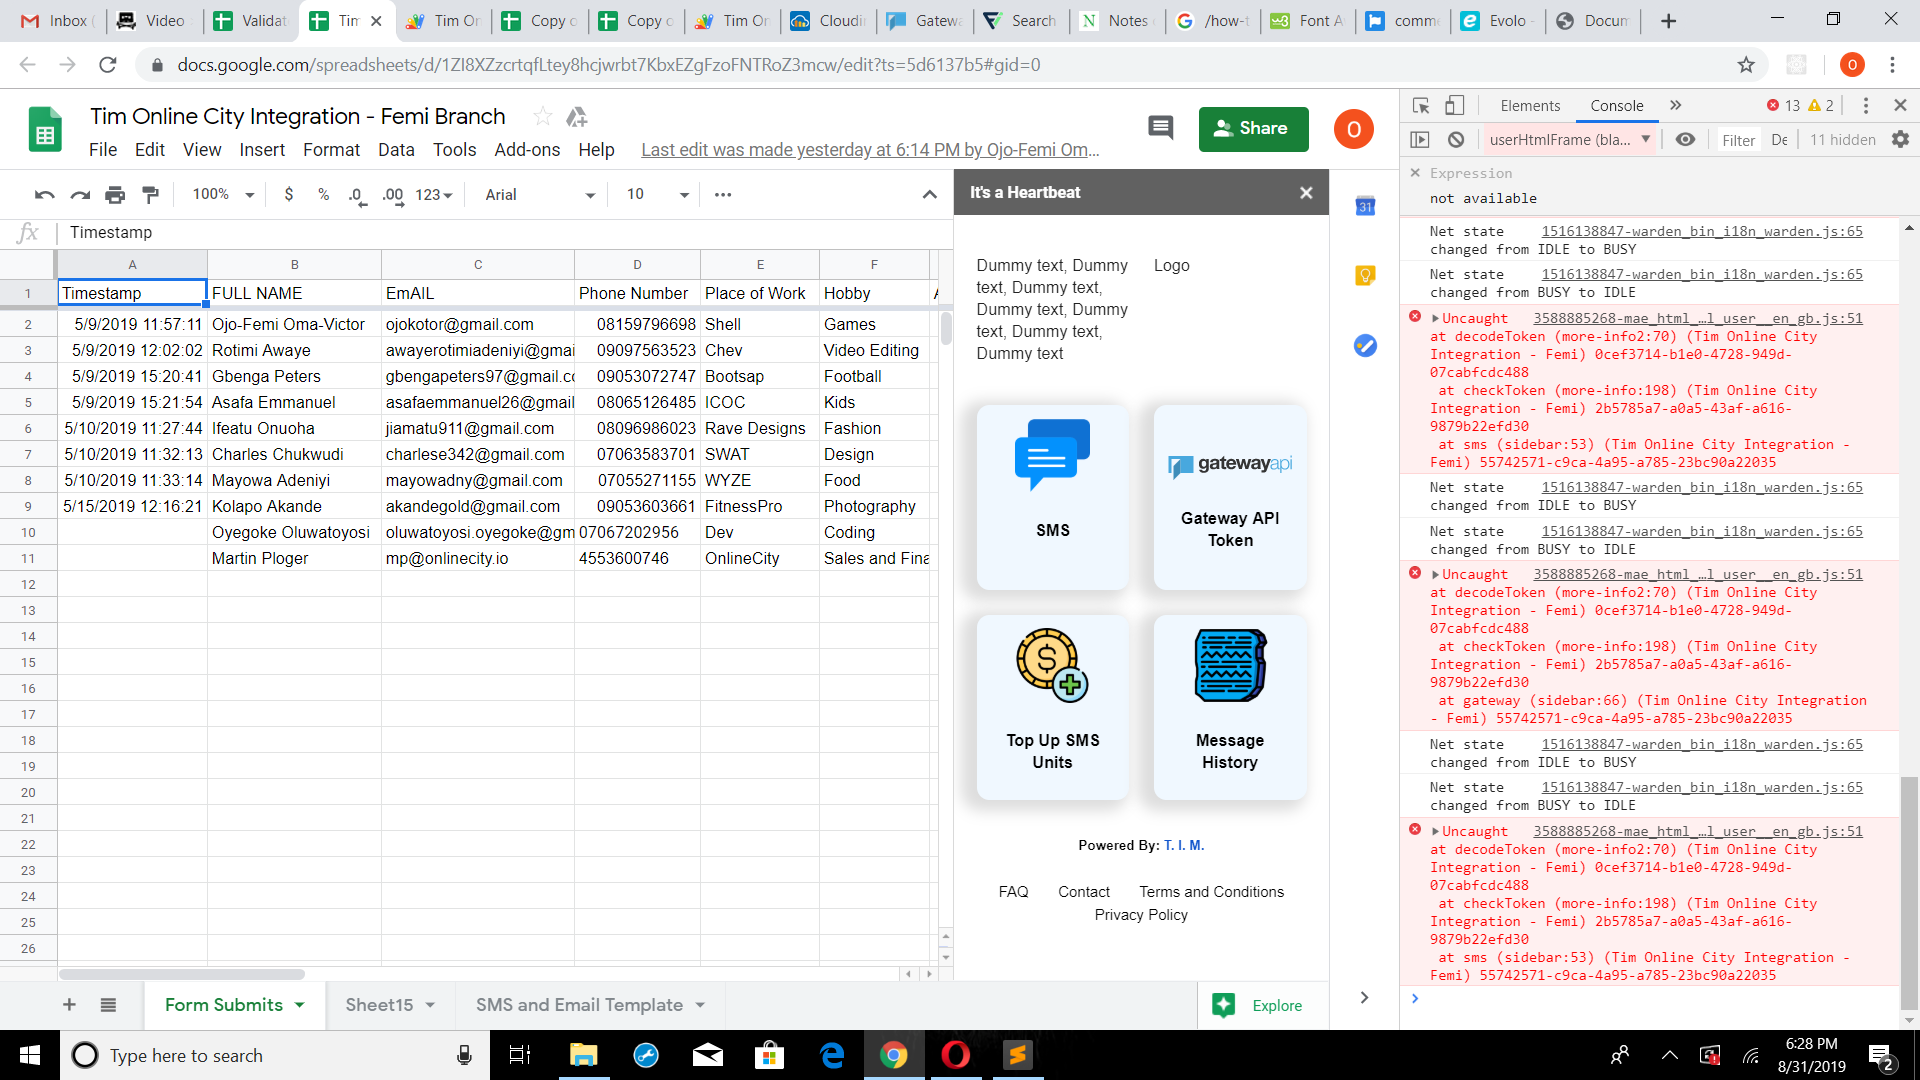 Inbox (
Video
Validat
Tim
Tim On
Copy o
Copy o
Tim On
Cloudin
Gatewa
Search
Notes
/how-t
Font A
comme
Evolo -
Docum
docs.google.com/spreadsheets/d/1ZI8XZzcrtqfLtey8hcjwrbt7KbxEZgFzoFNTRoZ3mcw/edit?ts=5d6137b5#gid=0
O
Tim Online City Integration - Femi Branch
File Edit View Insert Format Data Tools Add-ons Help Last edit was made yesterday at 6:14 PM by Ojo-Femi Om...
Share
O
100% $ % .0 .00 123 Arial 10
fx Timestamp
A B C D E F
1 Timestamp FULL NAME EmAIL Phone Number Place of Work Hobby
2 5/9/2019 11:57:11 Ojo-Femi Oma-Victor ojokotor@gmail.com 08159796698 Shell Games
3 5/9/2019 12:02:02 Rotimi Awaye awayerotimiadeniyi@gmai 09097563523 Chev Video Editing
4 5/9/2019 15:20:41 Gbenga Peters gbengapeters97@gmail.co 09053072747 Bootsap Football
5 5/9/2019 15:21:54 Asafa Emmanuel asafaemmanuel26@gmail 08065126485 ICOC Kids
6 5/10/2019 11:27:44 Ifeatu Onuoha jiamatu911@gmail.com 08096986023 Rave Designs Fashion
7 5/10/2019 11:32:13 Charles Chukwudi charlese342@gmail.com 07063583701 SWAT Design
8 5/10/2019 11:33:14 Mayowa Adeniyi mayowadny@gmail.com 07055271155 WYZE Food
9 5/15/2019 12:16:21 Kolapo Akande akandegold@gmail.com 09053603661 FitnessPro Photography
10 Oyegoke Oluwatoyosi oluwatoyosi.oyegoke@gm 07067202956 Dev Coding
11 Martin Ploger mp@onlinecity.io 4553600746 OnlineCity Sales and Fina
12
13
14
15
16
17
18
19
20
21
22
23
24
25
26
Form Submits Sheet15 SMS and Email Template Explore
It's a Heartbeat
Dummy text, Dummy
text, Dummy text,
Dummy text, Dummy
text, Dummy text,
Dummy text
Logo
SMS
gatewayapi
Gateway API
Token
Top Up SMS
Units
Message
History
Powered By: T. I. M.
FAQ Contact Terms and Conditions
Privacy Policy
31
Elements Console 13 2
userHtmlFrame (bla... Filter De 11 hidden
Expression
not available
Net state 1516138847-warden_bin_i18n_warden.js:65
changed from IDLE to BUSY
Net state 1516138847-warden_bin_i18n_warden.js:65
changed from BUSY to IDLE
Uncaught 3588885268-mae_html_…l_user__en_gb.js:51
at decodeToken (more-info2:70) (Tim Online City
Integration - Femi) 0cef3714-b1e0-4728-949d-
07cabfcdc488
at checkToken (more-info:198) (Tim Online City
Integration - Femi) 2b5785a7-a0a5-43af-a616-
9879b22efd30
at sms (sidebar:53) (Tim Online City Integration -
Femi) 55742571-c9ca-4a95-a785-23bc90a22035
Net state 1516138847-warden_bin_i18n_warden.js:65
changed from IDLE to BUSY
Net state 1516138847-warden_bin_i18n_warden.js:65
changed from BUSY to IDLE
Uncaught 3588885268-mae_html_…l_user__en_gb.js:51
at decodeToken (more-info2:70) (Tim Online City
Integration - Femi) 0cef3714-b1e0-4728-949d-
07cabfcdc488
at checkToken (more-info:198) (Tim Online City
Integration - Femi) 2b5785a7-a0a5-43af-a616-
9879b22efd30
at gateway (sidebar:66) (Tim Online City Integration
- Femi) 55742571-c9ca-4a95-a785-23bc90a22035
Net state 1516138847-warden_bin_i18n_warden.js:65
changed from IDLE to BUSY
Net state 1516138847-warden_bin_i18n_warden.js:65
changed from BUSY to IDLE
Uncaught 3588885268-mae_html_…l_user__en_gb.js:51
at decodeToken (more-info2:70) (Tim Online City
Integration - Femi) 0cef3714-b1e0-4728-949d-
07cabfcdc488
at checkToken (more-info:198) (Tim Online City
Integration - Femi) 2b5785a7-a0a5-43af-a616-
9879b22efd30
at sms (sidebar:53) (Tim Online City Integration -
Femi) 55742571-c9ca-4a95-a785-23bc90a22035
Type here to search
6:28 PM
8/31/2019
2